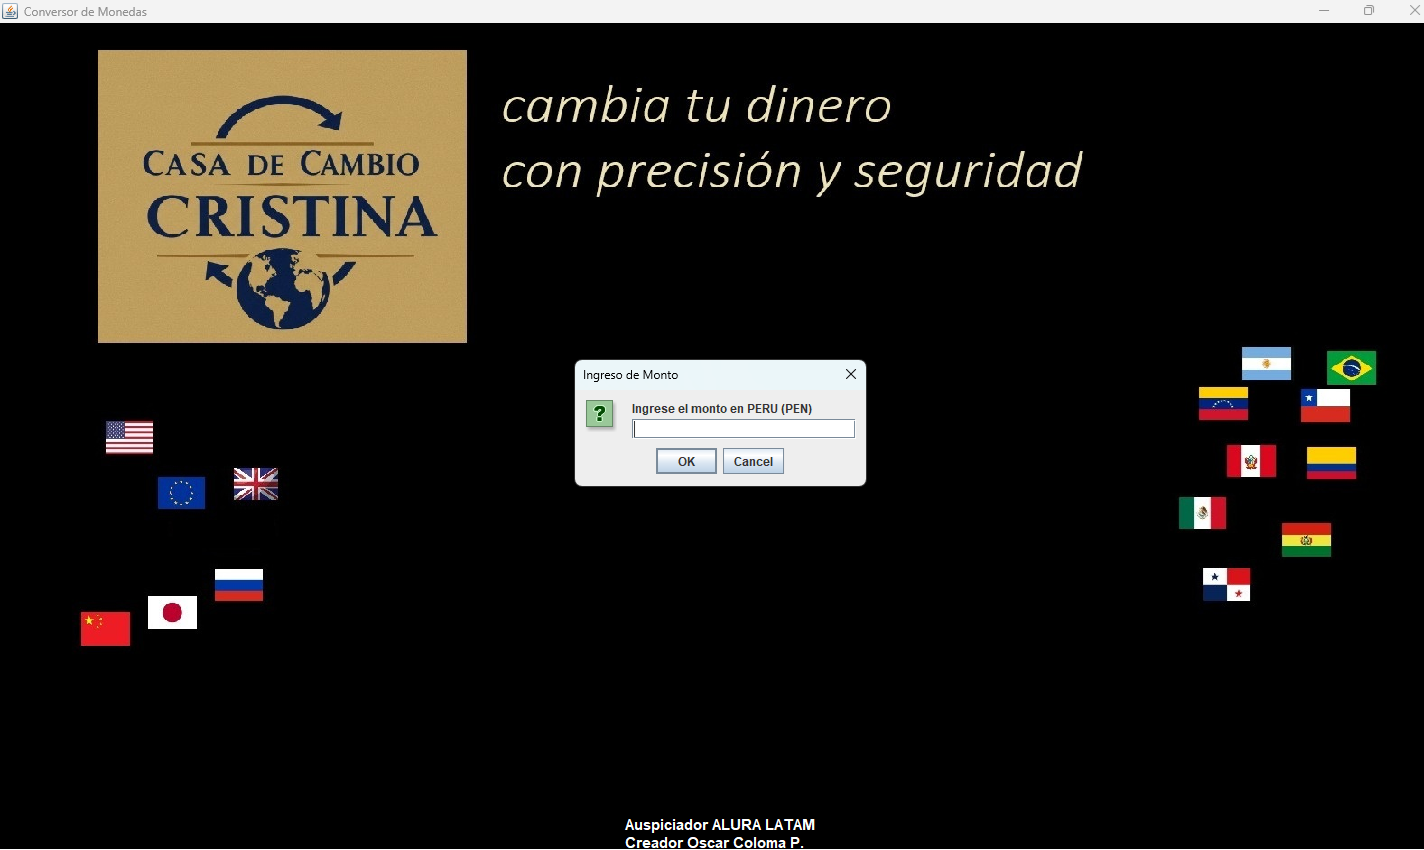 Conversor de Monedas
CASA DE CAMBIO
CRISTINA
cambia tu dinero
con precisión y seguridad
Ingreso de Monto
Ingrese el monto en PERU (PEN)
OK
Cancel
Auspiciador ALURA LATAM
Creador Oscar Coloma P.